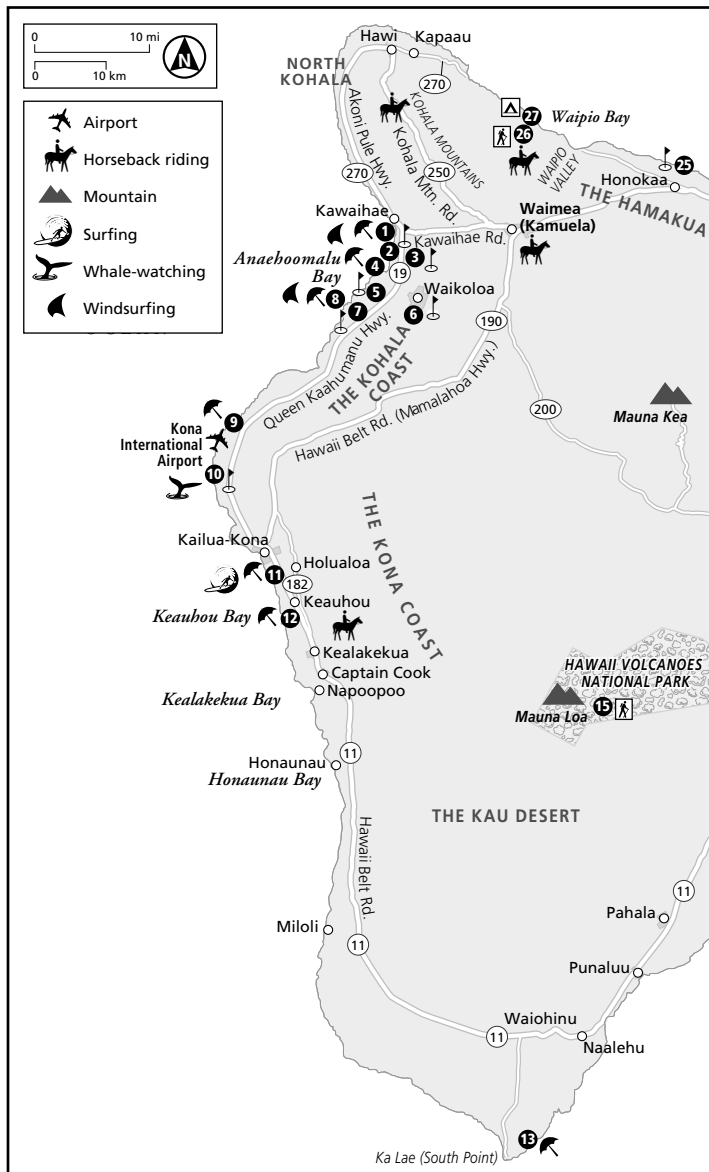 0 10 mi
0 10 km
N
Airport
Horseback riding
Mountain
Surfing
Whale-watching
Windsurfing
Hawi
Kapaau
NORTH
KOHALA
270
Akoni Pule Hwy.
KOHALA MOUNTAINS
Kohala Mtn. Rd.
270
250
27
Waipio Bay
26
WAIPIO
VALLEY
25
Honokaa
THE HAMAKUA
Kawaihae
Waimea
(Kamuela)
1
Kawaihae Rd.
2
3
Anaehoomalu
Bay
4
19
5
Waikoloa
8
7
6
190
Queen Kaahumanu Hwy.
THE KOHALA
COAST
Hawaii Belt Rd. (Mamalahoa Hwy.)
200
Mauna Kea
9
Kona
International
Airport
10
THE KONA COAST
Kailua-Kona
Holualoa
11
182
Keauhou
Keauhou Bay
12
Kealakekua
Captain Cook
Napoopoo
Kealakekua Bay
HAWAII VOLCANOES
NATIONAL PARK
Mauna Loa
15
11
Honaunau
Honaunau Bay
THE KAU DESERT
Hawaii Belt Rd.
11
Pahala
Miloli
11
Punaluu
Waiohinu
11
Naalehu
13
Ka Lae (South Point)